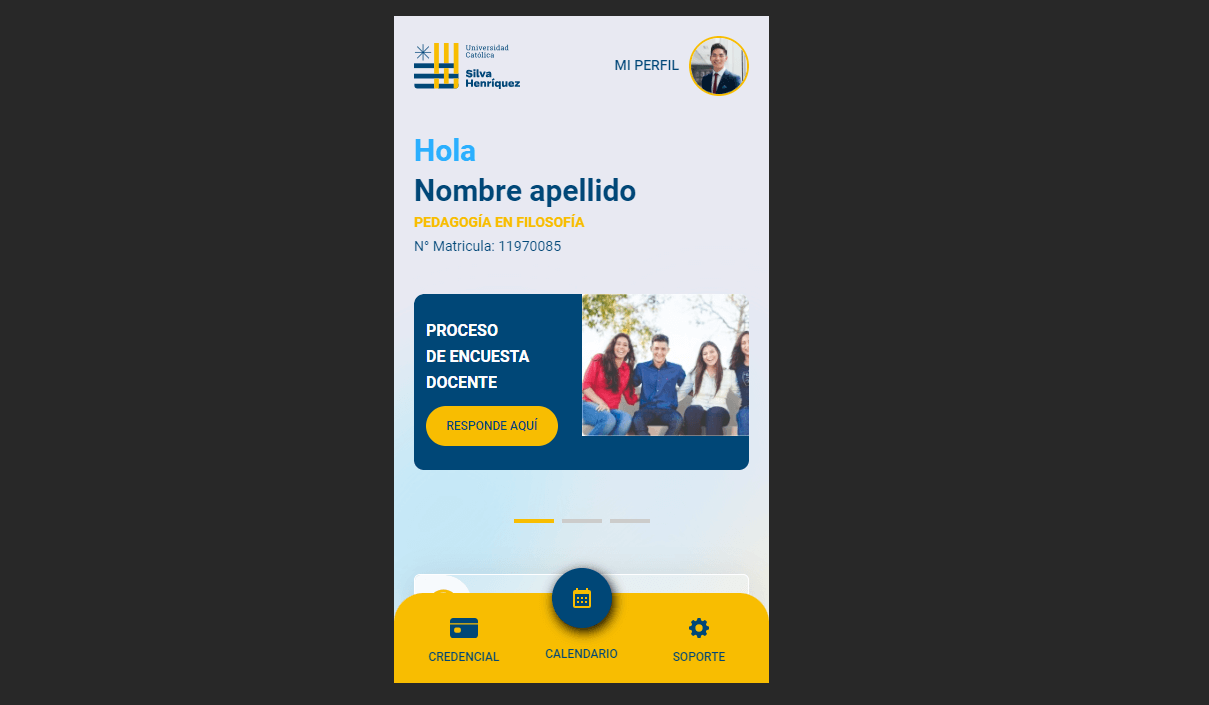 Universidad
Católica
Silva
Henríquez
MI PERFIL
Hola
Nombre apellido
PEDAGOGÍA EN FILOSOFÍA
N° Matricula: 11970085
PROCESO
DE ENCUESTA
DOCENTE
RESPONDE AQUÍ
CREDENCIAL
CALENDARIO
SOPORTE